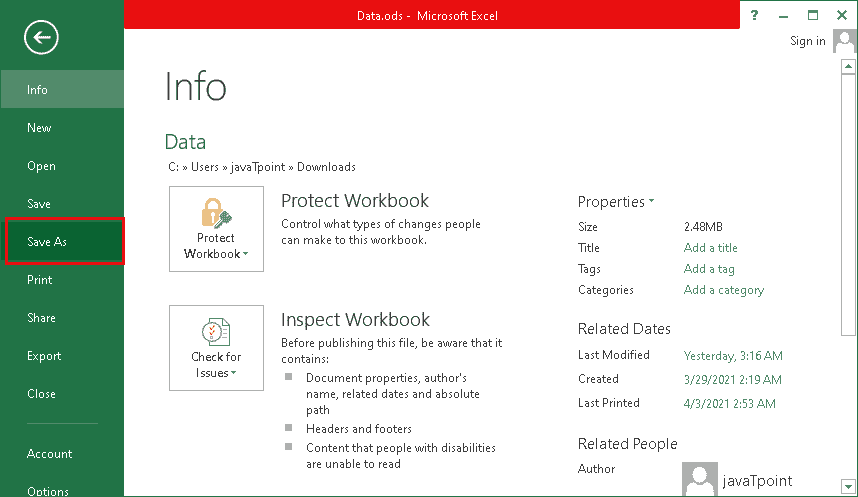 Data.ods - Microsoft Excel
?
Sign in
Info
New
Open
Save
Save As
Print
Share
Export
Close
Account
Options
Info
Data
C: » Users » javaTpoint » Downloads
Protect
Workbook
Protect Workbook
Control what types of changes people
can make to this workbook.
Check for
Issues
Inspect Workbook
Before publishing this file, be aware that it
contains:
Document properties, author's
name, related dates and absolute
path
Headers and footers
Content that people with disabilities
are unable to read
Properties
Size 2.48MB
Title Add a title
Tags Add a tag
Categories Add a category
Related Dates
Last Modified Yesterday, 3:16 AM
Created 3/29/2021 2:19 AM
Last Printed 4/3/2021 2:53 AM
Related People
Author javaTpoint